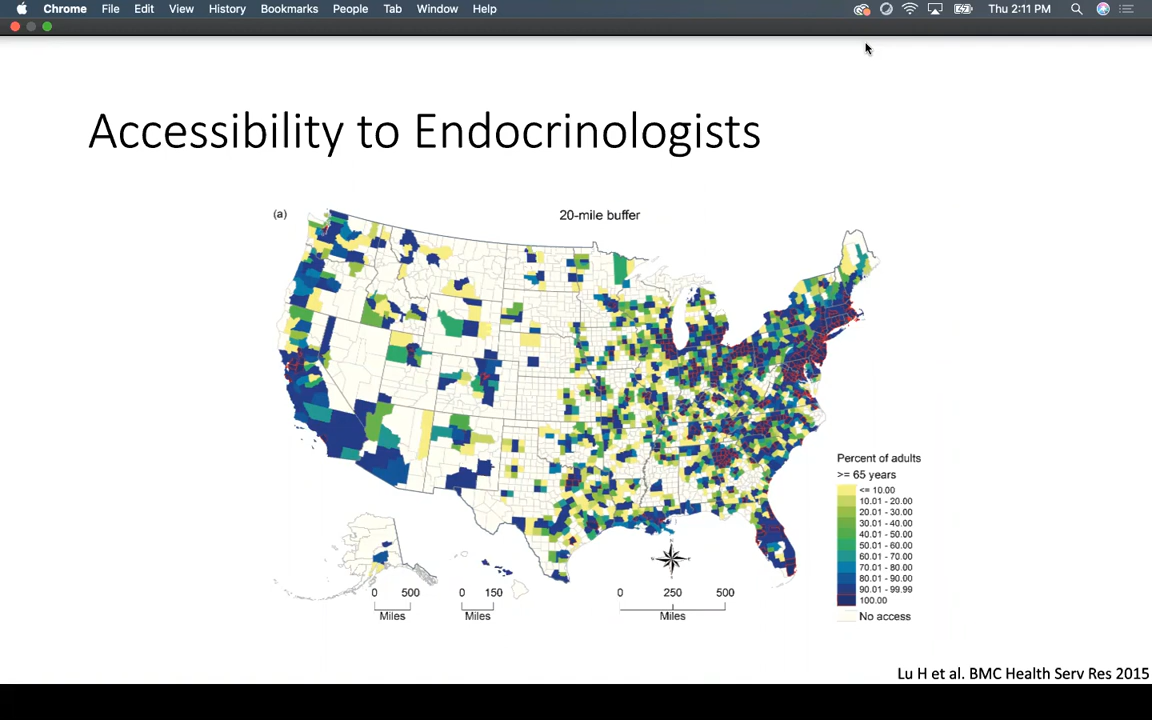 Chrome File Edit View History Bookmarks People Tab Window Help Thu 2:11 PM
Accessibility to Endocrinologists
(a) 20-mile buffer
Percent of adults
>= 65 years
<= 10.00
10.01 - 20.00
20.01 - 30.00
30.01 - 40.00
40.01 - 50.00
50.01 - 60.00
60.01 - 70.00
70.01 - 80.00
80.01 - 90.00
90.01 - 99.99
100.00
No access
0 500
Miles
0 150
Miles
0 250 500
Miles
Lu H et al. BMC Health Serv Res 2015